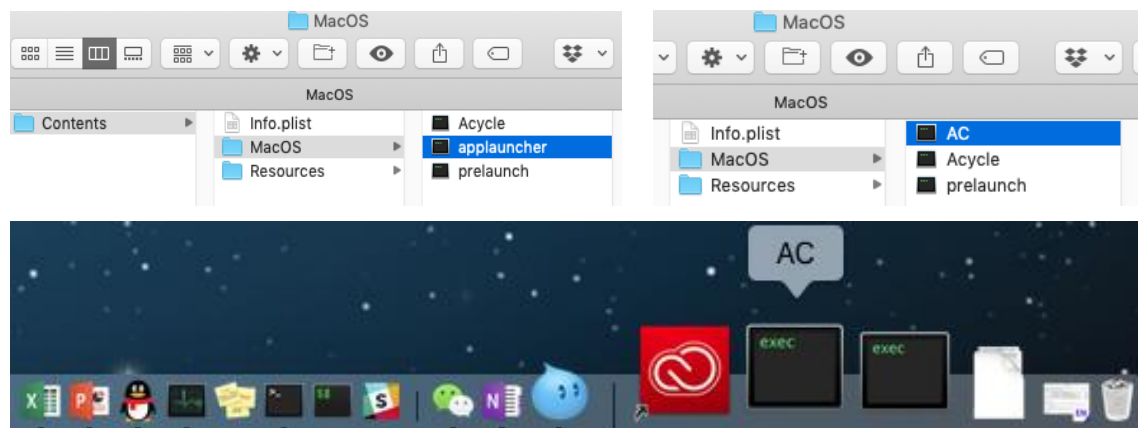 MacOS
MacOS
Contents
Info.plist
MacOS
Resources
Acycle
applauncher
prelaunch
MacOS
MacOS
Info.plist
MacOS
Resources
AC
Acycle
prelaunch
AC
exec
exec